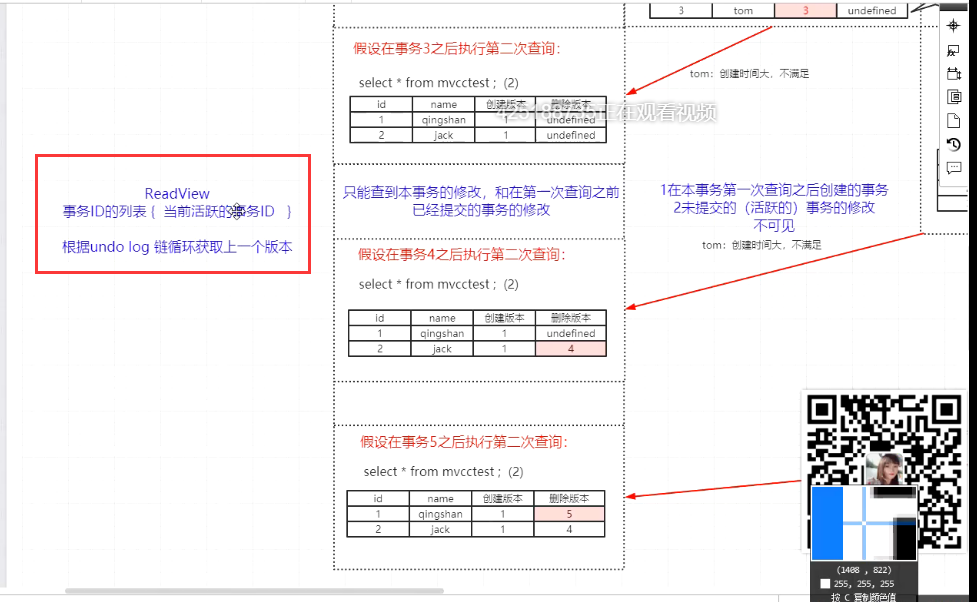 3 tom 3 undefined
假设在事务3之后执行第二次查询：
select * from mvcctest ; (2)
tom：创建时间大，不满足
id name 创建版本 删除版本
1 qingshan 1 undefined
2 jack 1 undefined
正在观看视频
ReadView
事务ID的列表 { 当前活跃的事务ID }
根据undo log 链循环获取上一个版本
只能查到本事务的修改，和在第一次查询之前
已经提交的事务的修改
1在本事务第一次查询之后创建的事务
2未提交的（活跃的）事务的修改
不可见
tom：创建时间大，不满足
假设在事务4之后执行第二次查询：
select * from mvcctest ; (2)
id name 创建版本 删除版本
1 qingshan 1 undefined
2 jack 1 4
假设在事务5之后执行第二次查询：
select * from mvcctest ; (2)
id name 创建版本 删除版本
1 qingshan 1 5
2 jack 1 4
(1408 , 822)
255, 255, 255
按 C 复制颜色值